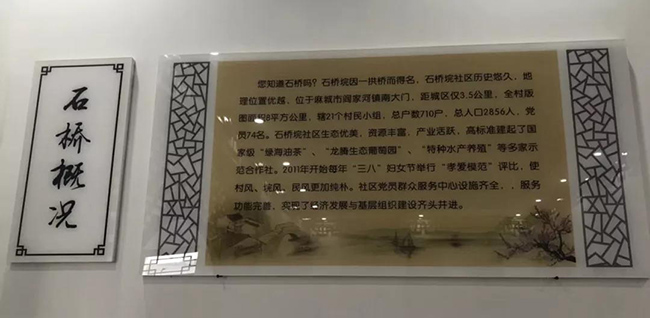 石桥概况
您知道石桥吗？石桥垸因一拱桥而得名，石桥垸社区历史悠久，地
理位置优越、位于麻城市阎家河镇南大门，距城区仅3.5公里，全村版
图面积8平方公里，辖21个村民小组，总户数710户，总人口2856人，党
员74名。石桥垸社区生态优美，资源丰富，产业活跃，高标准建起了国
家级“绿海油茶”、“龙腾生态葡萄园”、“特种水产养殖”等多家示
范合作社。2011年开始每年“三八”妇女节举行“孝爱模范”评比，使
村风、垸风、民风更加纯朴。社区党员群众服务中心设施齐全，，服务
功能完善，实现了经济发展与基层组织建设齐头并进。